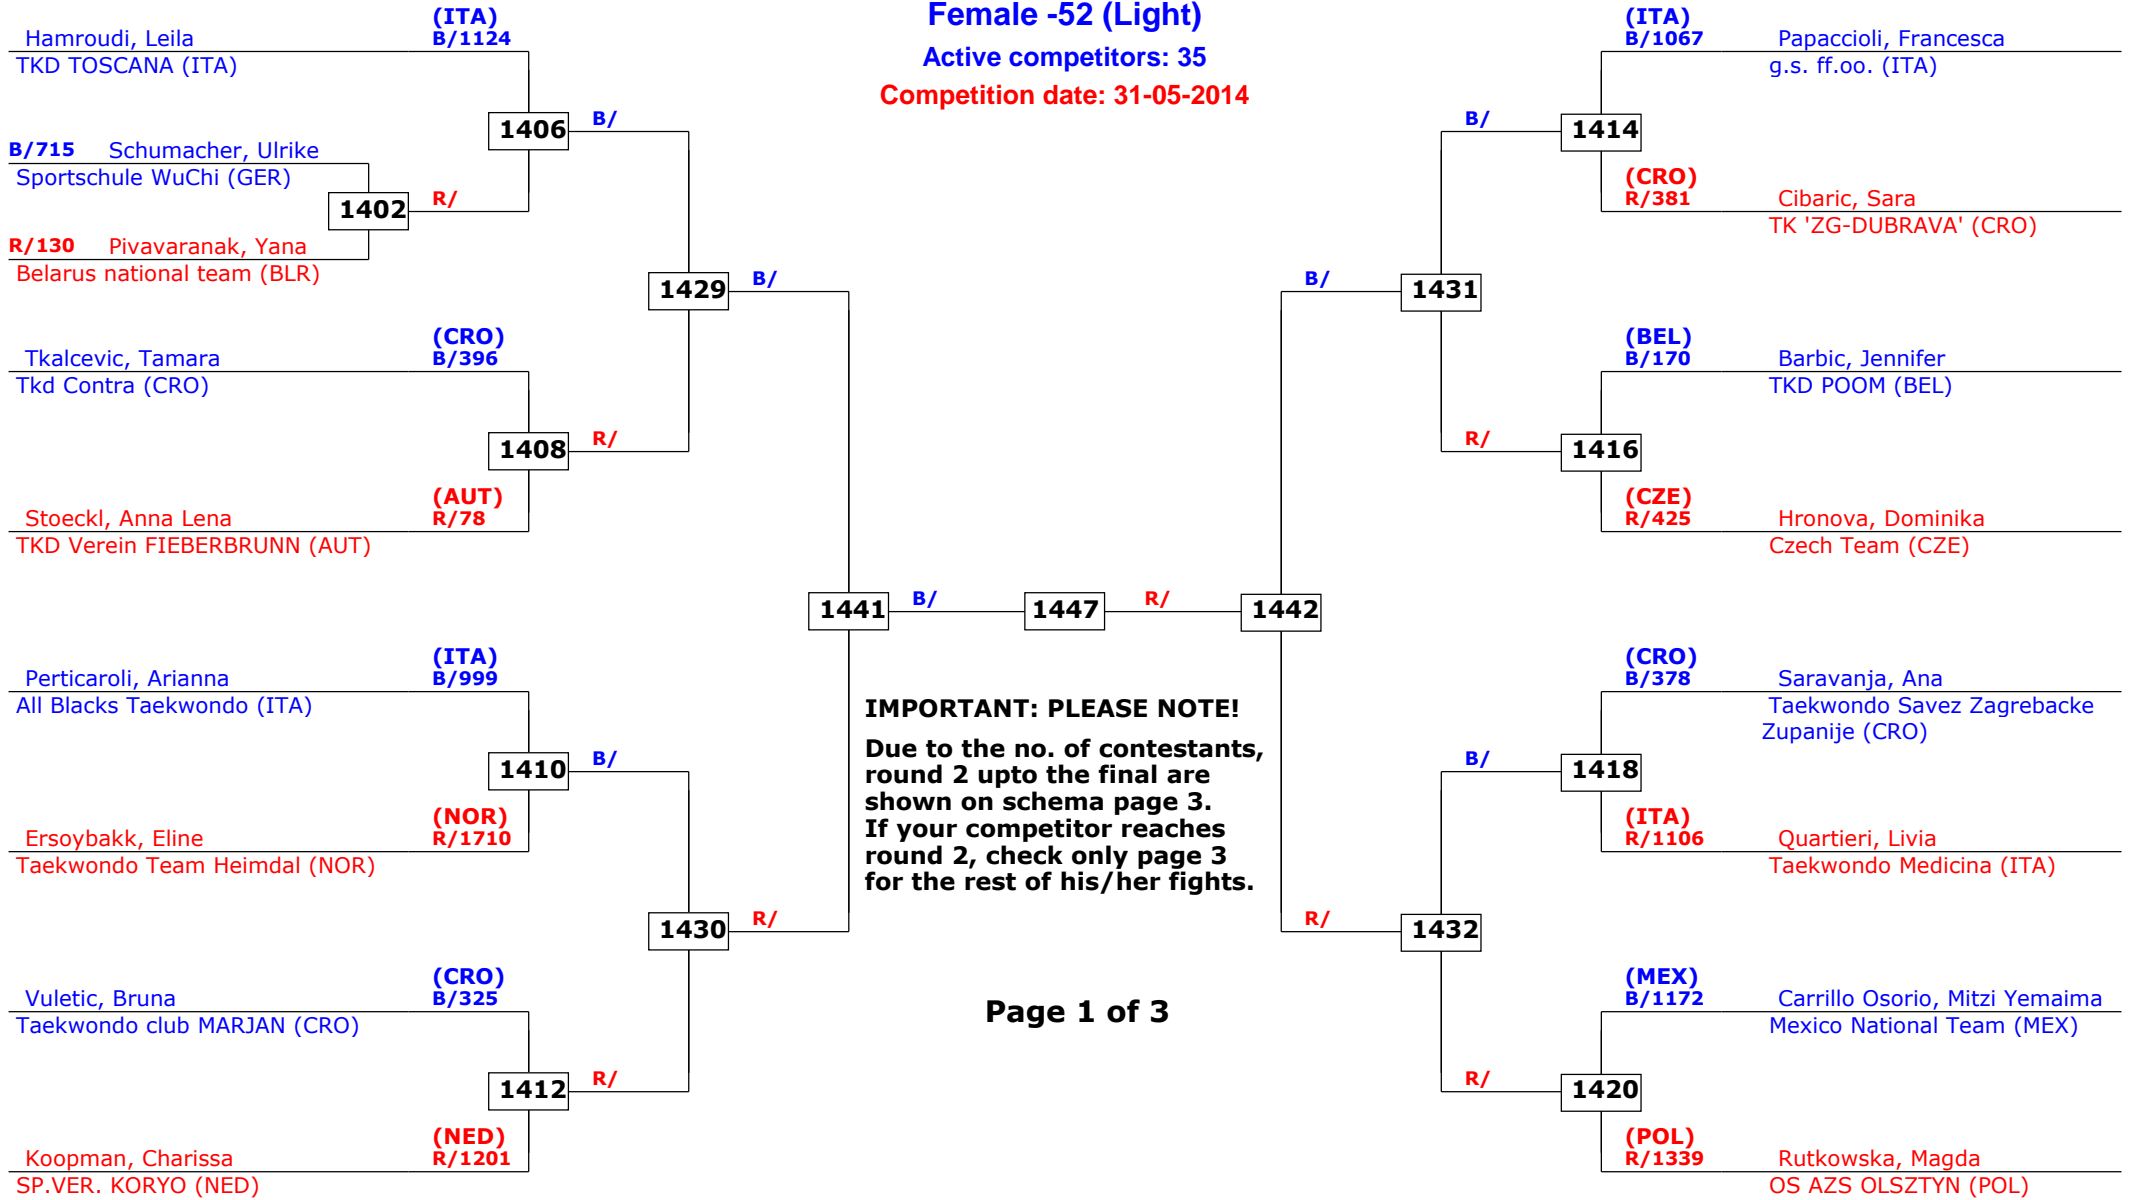 Female -52 (Light)
Active competitors: 35
Competition date: 31-05-2014
(ITA)
Hamroudi, Leila B/1124
TKD TOSCANA (ITA)
1406
B/
B/715 Schumacher, Ulrike
Sportschule WuChi (GER)
1402
R/
R/130 Pivavaranak, Yana
Belarus national team (BLR)
1429
B/
(CRO)
Tkalcevic, Tamara B/396
Tkd Contra (CRO)
1408
R/
(AUT)
Stoeckl, Anna Lena R/78
TKD Verein FIEBERBRUNN (AUT)
1441
B/
1447
R/
1442
(ITA)
Perticaroli, Arianna B/999
All Blacks Taekwondo (ITA)
1410
B/
(NOR)
Ersoybakk, Eline R/1710
Taekwondo Team Heimdal (NOR)
1430
R/
(CRO)
Vuletic, Bruna B/325
Taekwondo club MARJAN (CRO)
1412
R/
(NED)
Koopman, Charissa R/1201
SP.VER. KORYO (NED)
IMPORTANT: PLEASE NOTE!
Due to the no. of contestants,
round 2 upto the final are
shown on schema page 3.
If your competitor reaches
round 2, check only page 3
for the rest of his/her fights.
Page 1 of 3
(ITA)
B/1067 Papaccioli, Francesca
g.s. ff.oo. (ITA)
B/
1414
(CRO)
R/381 Cibaric, Sara
TK 'ZG-DUBRAVA' (CRO)
B/
1431
(BEL)
B/170 Barbic, Jennifer
TKD POOM (BEL)
R/
1416
(CZE)
R/425 Hronova, Dominika
Czech Team (CZE)
(CRO)
B/378 Saravanja, Ana
Taekwondo Savez Zagrebacke
Zupanije (CRO)
B/
1418
(ITA)
R/1106 Quartieri, Livia
Taekwondo Medicina (ITA)
R/
1432
(MEX)
B/1172 Carrillo Osorio, Mitzi Yemaima
Mexico National Team (MEX)
R/
1420
(POL)
R/1339 Rutkowska, Magda
OS AZS OLSZTYN (POL)